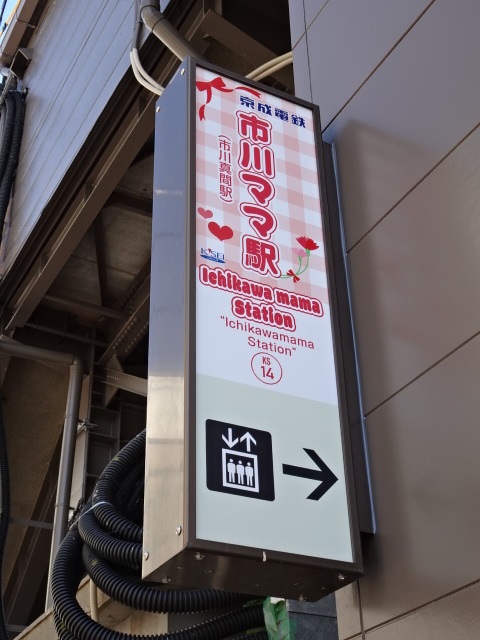 京成電鉄
市川ママ駅
(市川真間駅)
KSEI
Ichikawa mama
Station
"Ichikawamama
Station"
KS
14